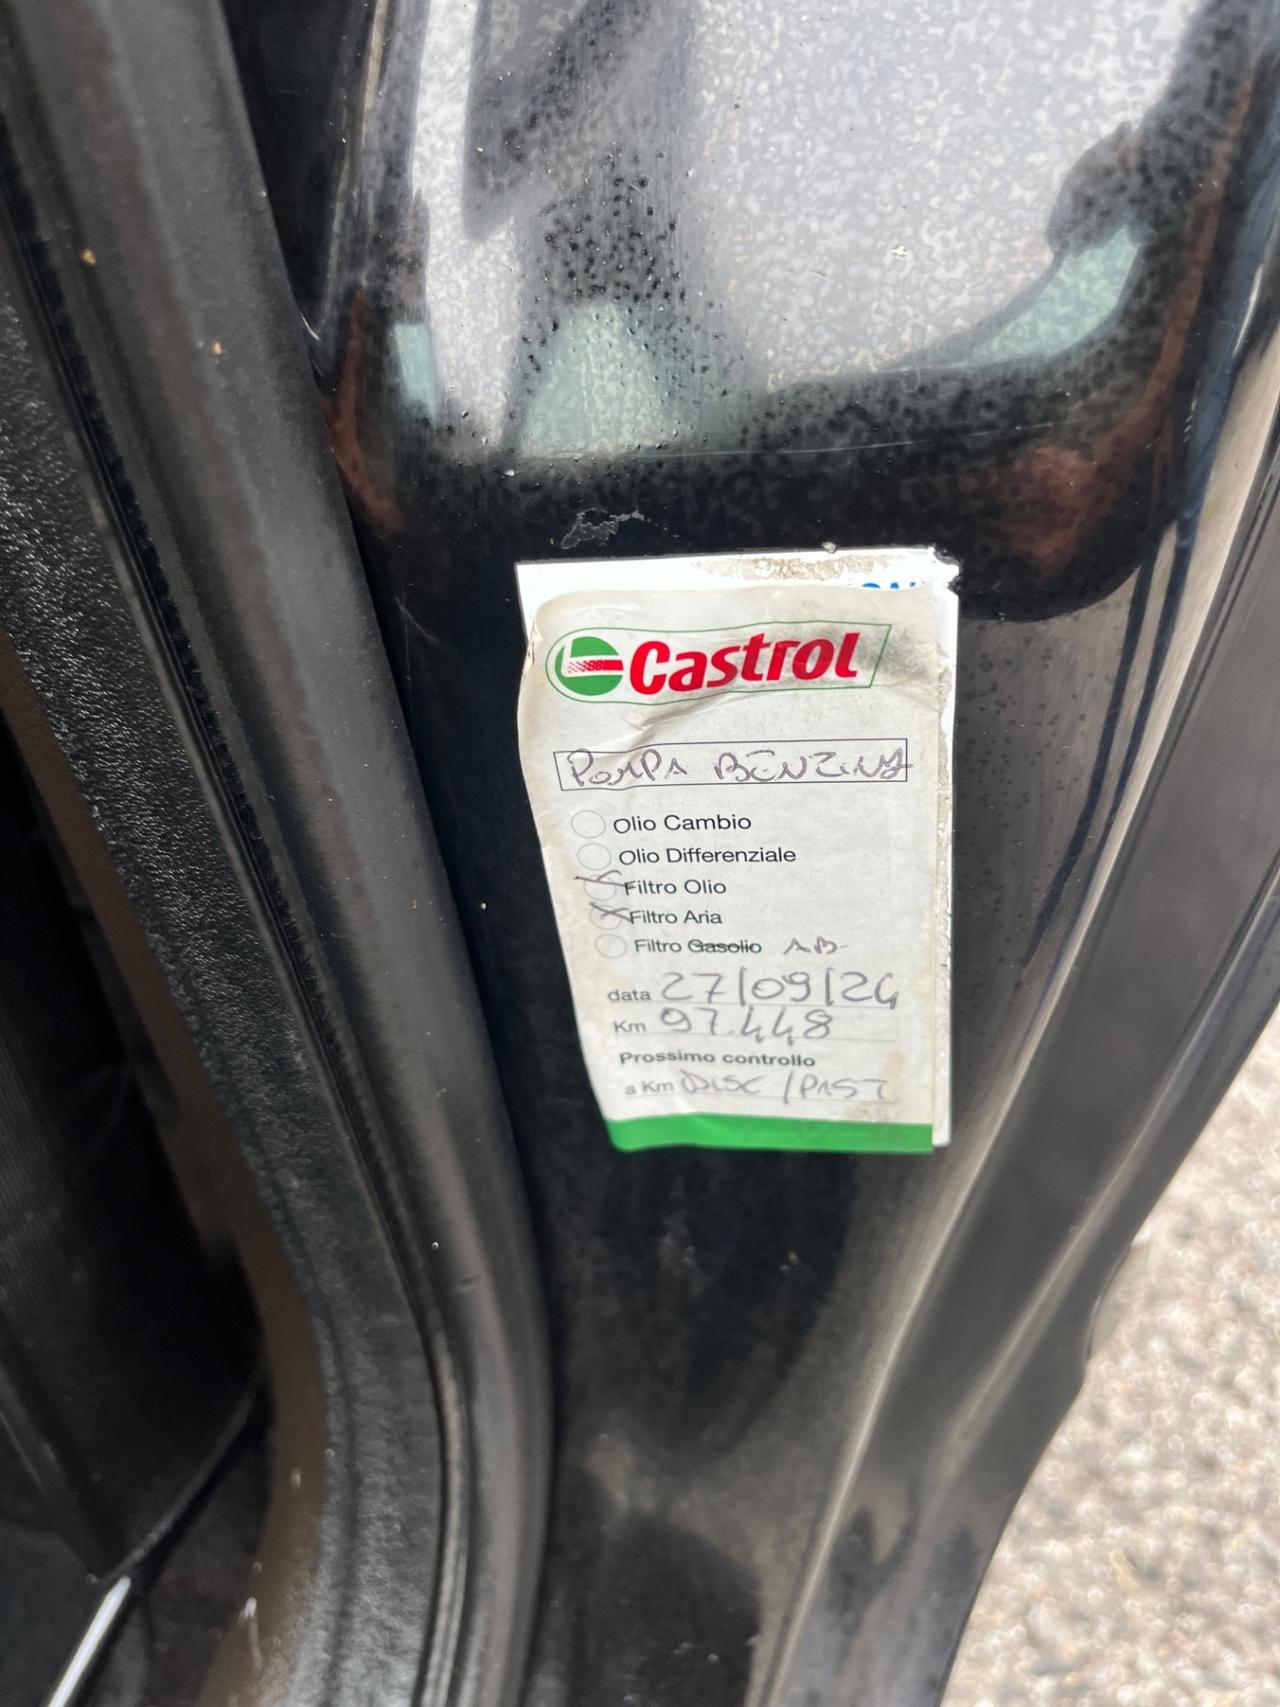 Castrol
POMPA BENZINA
Olio Cambio
Olio Differenziale
Filtro Olio
Filtro Aria
Filtro Gasolio AB-
data 27/09/24
Km 97.448
Prossimo controllo
a Km DISC/PAST